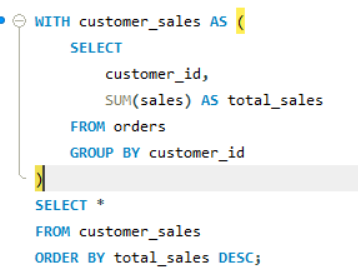 WITH customer_sales AS (
    SELECT
        customer_id,
        SUM(sales) AS total_sales
    FROM orders
    GROUP BY customer_id
)
SELECT *
FROM customer_sales
ORDER BY total_sales DESC;